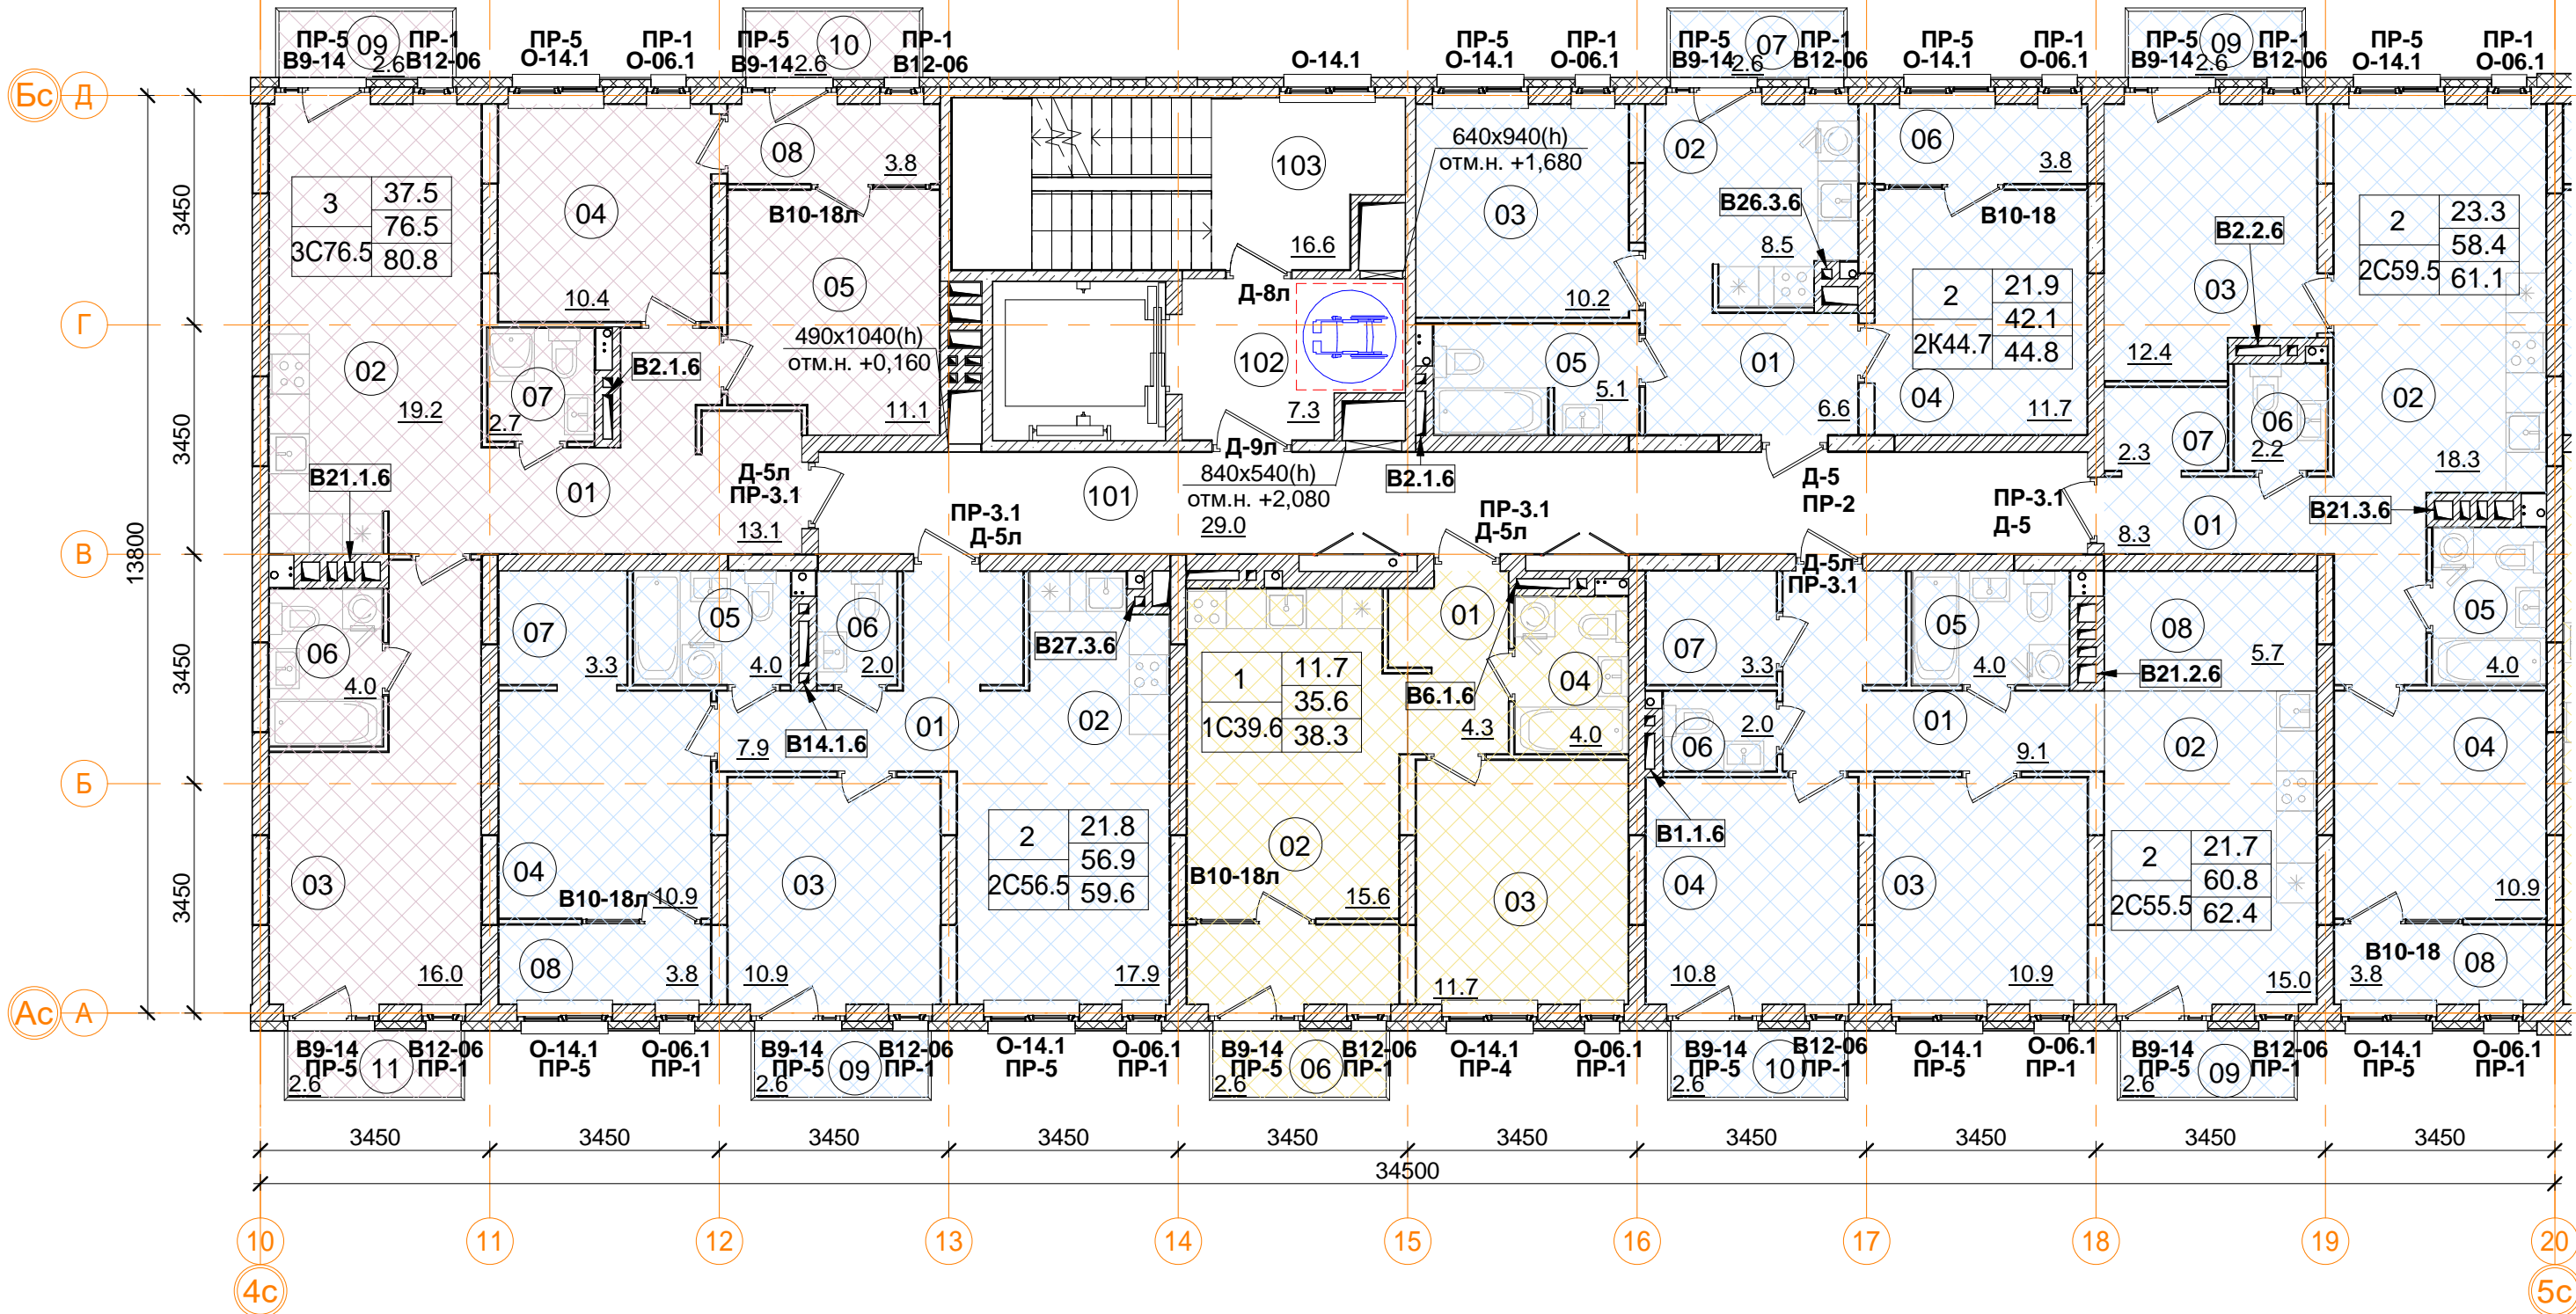 ПР-5 ПР-1 ПР-5 ПР-1 ПР-5 ПР-1 ПР-5 ПР-1 ПР-5 ПР-1 ПР-5 ПР-1 ПР-5 ПР-1 ПР-5 ПР-1
В9-14 09 В12-06 О-14.1 О-06.1 В9-14 10 В12-06 О-14.1 О-14.1 О-06.1 В9-14 07 В12-06 О-14.1 О-06.1 В9-14 09 В12-06 О-14.1 О-06.1
2.6 2.6 2.6 2.6
Бс Д
08 3.8
103
640х940(h)
отм.н. +1,680
02
06 3.8
3 37.5
76.5
3С76.5 80.8
04
В10-18л
16.6
03
В26.3.6
8.5
В10-18
В2.2.6
2 23.3
58.4
2С59.5 61.1
3450
10.4
05
Д-8л
10.2
2 21.9
42.1
2К44.7 44.8
03
12.4
Г
490х1040(h)
отм.н. +0,160
102
7.3
02
19.2
07
2.7
В2.1.6
11.1
05
5.1
01
6.6
04
11.7
07
2.3
06
2.2
02
18.3
3450
В21.1.6
01
13.1
Д-5л
ПР-3.1
101
Д-9л
840х540(h)
отм.н. +2,080
29.0
В2.1.6
ПР-3.1
Д-5л
ПР-3.1
Д-5л
Д-5
ПР-2
ПР-3.1
Д-5
01
8.3
В21.3.6
В
13800
Д-5л
ПР-3.1
06
4.0
07
3.3
05
4.0
06
2.0
В27.3.6
01
В6.1.6
04
4.0
07
3.3
05
4.0
08
5.7
В21.2.6
05
4.0
3450
1 11.7
35.6
1С39.6 38.3
4.3
7.9
В14.1.6
01
02
06
2.0
01
9.1
02
04
Б
В1.1.6
03
16.0
04
В10-18л
10.9
03
10.9
2 21.8
56.9
2С56.5 59.6
17.9
02
В10-18л
15.6
03
11.7
04
10.8
03
10.9
2 21.7
60.8
2С55.5 62.4
15.0
10.9
3450
08
3.8
В10-18
3.8
08
Ас А
В9-14 В12-06 О-14.1 О-06.1 В9-14 В12-06 О-14.1 О-06.1 В9-14 В12-06 О-14.1 О-06.1 В9-14 В12-06 О-14.1 О-06.1 В9-14 В12-06 О-14.1 О-06.1
ПР-5 11 ПР-1 ПР-5 ПР-1 ПР-5 09 ПР-1 ПР-5 ПР-1 ПР-5 06 ПР-1 ПР-4 ПР-1 ПР-5 10 ПР-1 ПР-5 ПР-1 ПР-5 09 ПР-1 ПР-5 ПР-1
2.6 2.6 2.6 2.6 2.6
3450 3450 3450 3450 3450 3450 3450 3450 3450 3450
34500
10 11 12 13 14 15 16 17 18 19 20
4с 5с